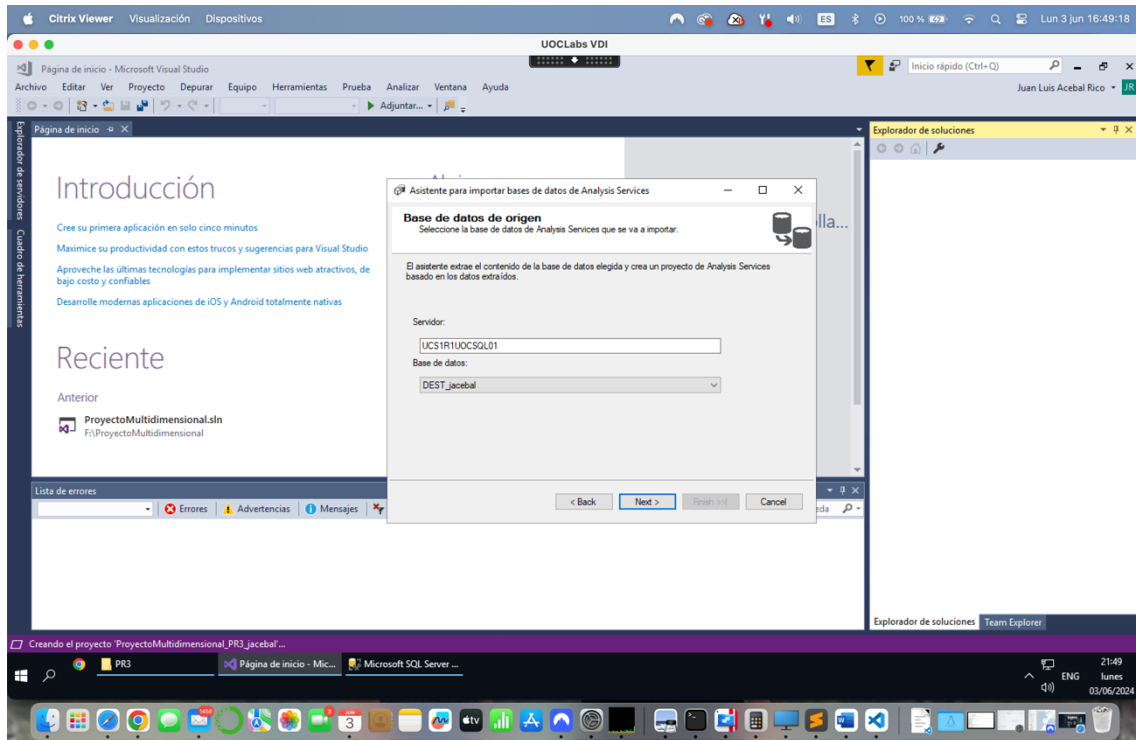 Citrix Viewer Visualización Dispositivos
ES 100 % Lun 3 jun 16:49:18
UOCLabs VDI
Página de inicio - Microsoft Visual Studio
Inicio rápido (Ctrl+Q)
Archivo Editar Ver Proyecto Depurar Equipo Herramientas Prueba Analizar Ventana Ayuda
Juan Luis Acebal Rico JR
Adjuntar...
Explorador de servidores
Cuadro de herramientas
Página de inicio
Introducción
Cree su primera aplicación en solo cinco minutos
Maximice su productividad con estos trucos y sugerencias para Visual Studio
Aproveche las últimas tecnologías para implementar sitios web atractivos, de
bajo costo y confiables
Desarrolle modernas aplicaciones de iOS y Android totalmente nativas
Reciente
Anterior
ProyectoMultidimensional.sln
F:\ProyectoMultidimensional
lla...
Asistente para importar bases de datos de Analysis Services
Base de datos de origen
Seleccione la base de datos de Analysis Services que se va a importar.
El asistente extrae el contenido de la base de datos elegida y crea un proyecto de Analysis Services
basado en los datos extraídos.
Servidor:
UCS1R1UOCSQL01
Base de datos:
DEST_jacebal
< Back Next > Finish >>| Cancel
Explorador de soluciones
Lista de errores
Errores Advertencias Mensajes
eda
Explorador de soluciones Team Explorer
Creando el proyecto 'ProyectoMultidimensional_PR3_jacebal'...
PR3 Página de inicio - Mic... Microsoft SQL Server ...
ENG
21:49
lunes
03/06/2024
JUN
3
tv